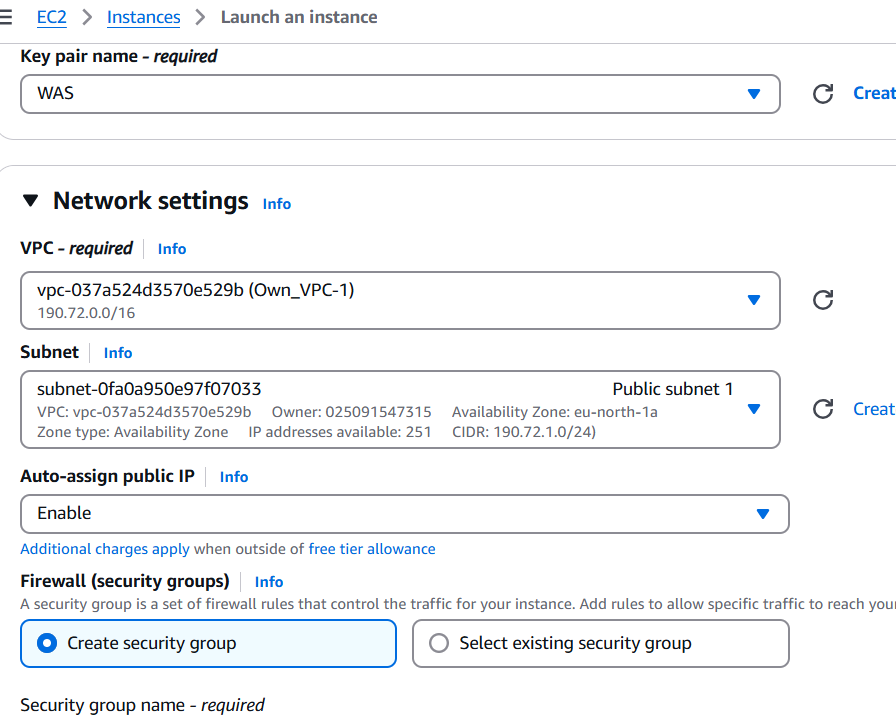 EC2 > Instances > Launch an instance
Key pair name - required
WAS
Creat
Network settings Info
VPC - required Info
vpc-037a524d3570e529b (Own_VPC-1)
190.72.0.0/16
Subnet Info
subnet-0fa0a950e97f07033 Public subnet 1
VPC: vpc-037a524d3570e529b Owner: 025091547315 Availability Zone: eu-north-1a
Creat
Zone type: Availability Zone IP addresses available: 251 CIDR: 190.72.1.0/24)
Auto-assign public IP Info
Enable
Additional charges apply when outside of free tier allowance
Firewall (security groups) Info
A security group is a set of firewall rules that control the traffic for your instance. Add rules to allow specific traffic to reach your
Create security group
Select existing security group
Security group name - required